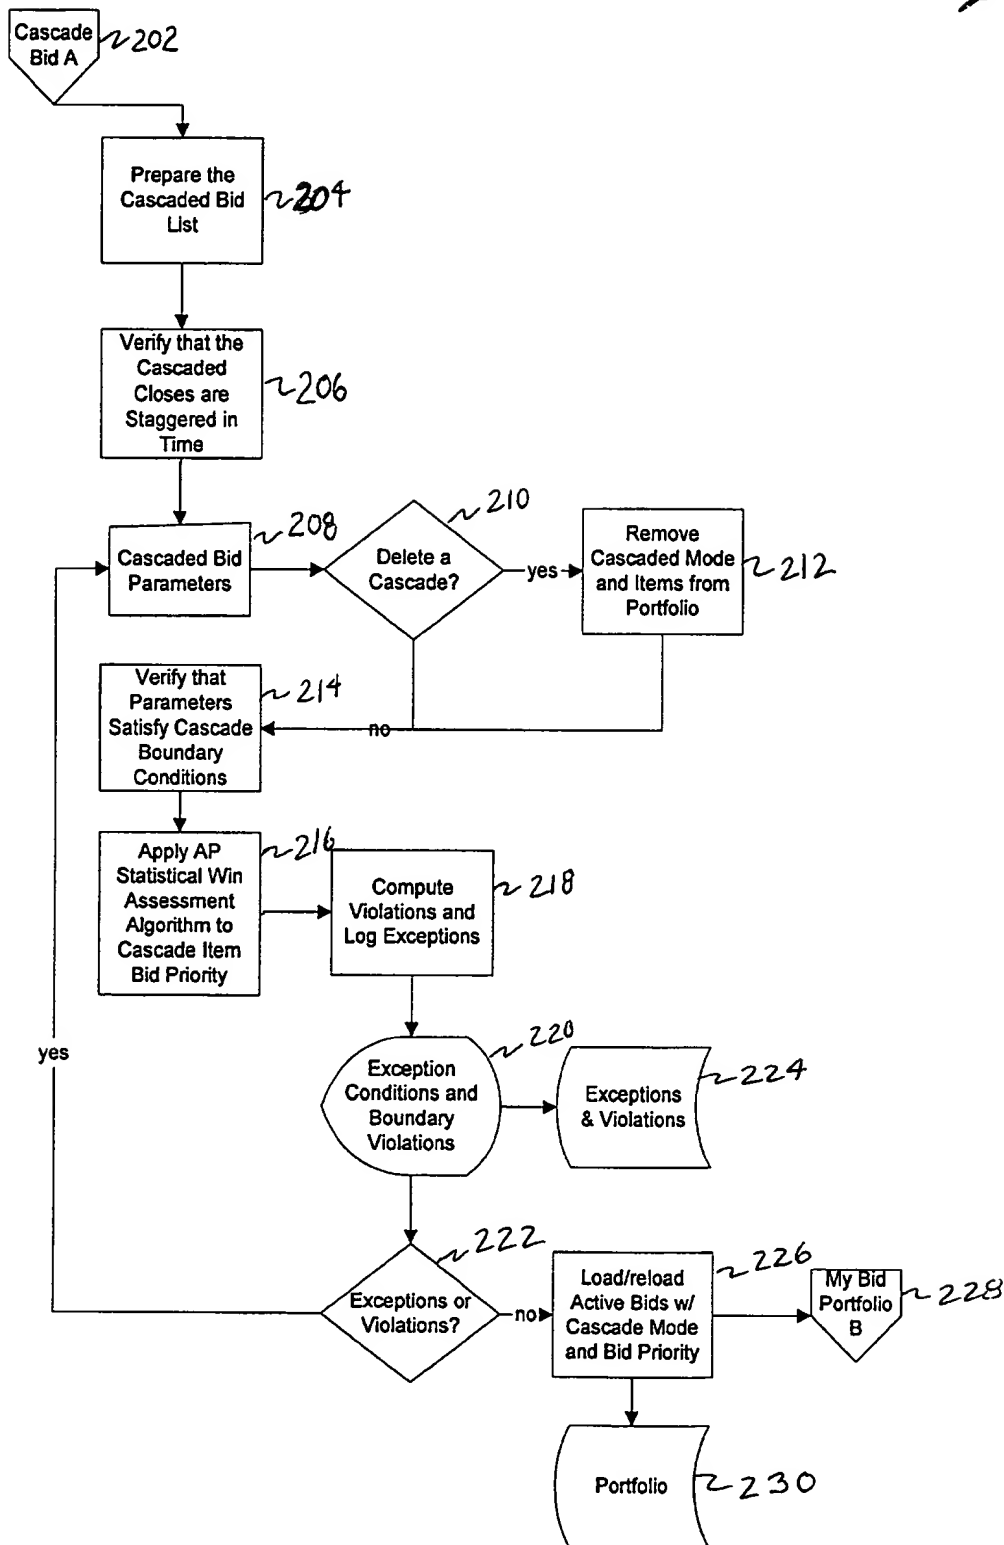 Cascade
Bid A
202
Prepare the
Cascaded Bid
List
204
Verify that the
Cascaded
Closes are
Staggered in
Time
206
Cascaded Bid
Parameters
208
Delete a
Cascade?
210
yes
Remove
Cascaded Mode
and Items from
Portfolio
212
Verify that
Parameters
Satisfy Cascade
Boundary
Conditions
214
no
Apply AP
Statistical Win
Assessment
Algorithm to
Cascade Item
Bid Priority
216
Compute
Violations and
Log Exceptions
218
Exception
Conditions and
Boundary
Violations
220
Exceptions
& Violations
224
yes
Exceptions or
Violations?
222
no
Load/reload
Active Bids w/
Cascade Mode
and Bid Priority
226
My Bid
Portfolio
B
228
Portfolio
230